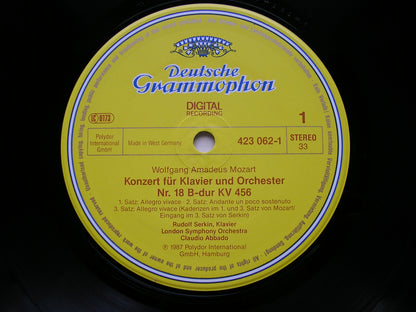 Deutsche
Grammophon
DIGITAL
RECORDING
LC 0173
1
Polydor
International
GmbH
Made in West Germany
423 062-1
STEREO
33
Wolfgang Amadeus Mozart
Konzert für Klavier und Orchester
Nr. 18 B-dur KV 456
1. Satz: Allegro vivace · 2. Satz: Andante un poco sostenuto
3. Satz: Allegro vivace (Kadenzen im 1. und 3. Satz von Mozart/
Eingang im 3. Satz von Serkin)
Rudolf Serkin, Klavier
London Symphony Orchestra
Claudio Abbado
℗ 1987 Polydor International
GmbH, Hamburg